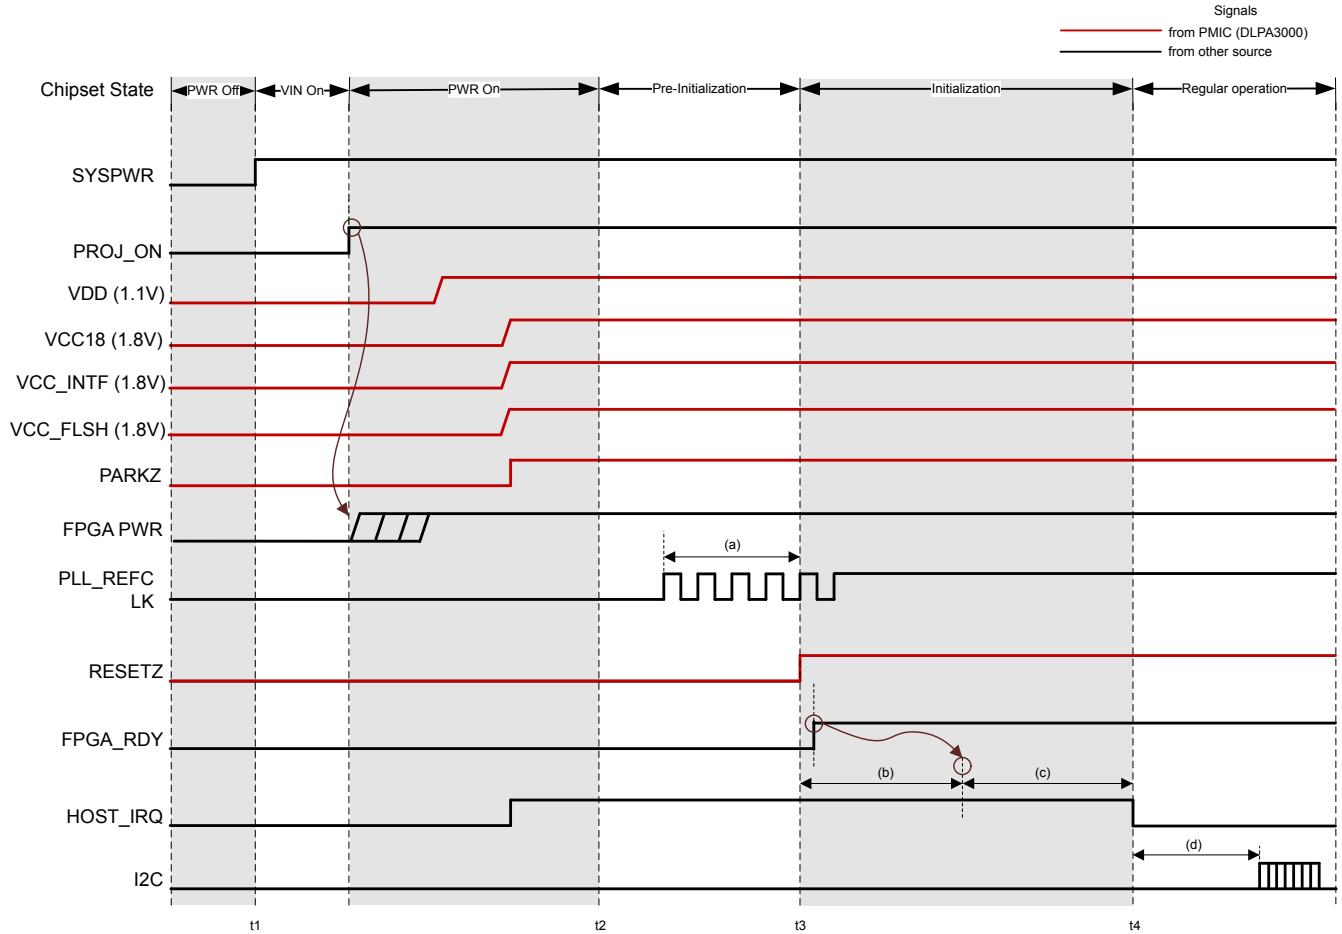 Signals
from PMIC (DLPA3000)
from other source
Chipset State
PWR Off
VIN On
PWR On
Pre-Initialization
Initialization
Regular operation
SYSPWR
PROJ_ON
VDD (1.1V)
VCC18 (1.8V)
VCC_INTF (1.8V)
VCC_FLSH (1.8V)
PARKZ
FPGA PWR
(a)
PLL_REFC
LK
RESETZ
FPGA_RDY
(b)
(c)
HOST_IRQ
(d)
I2C
t1
t2
t3
t4